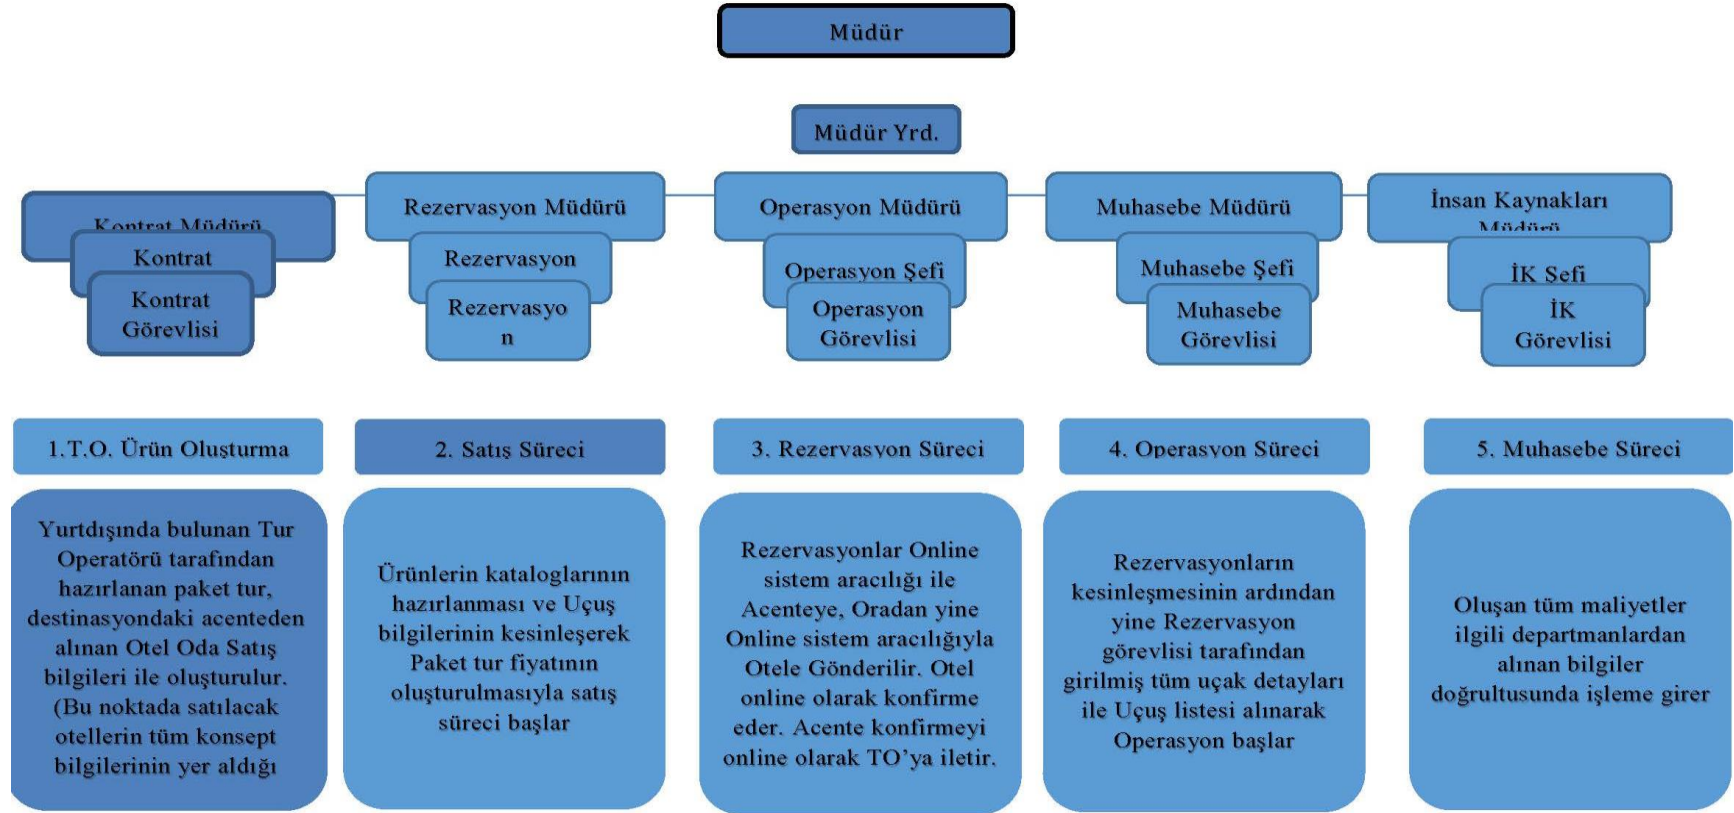 Müdür
Müdür Yrd.
Kontrat Müdürü
Kontrat
Kontrat
Görevlisi
Rezervasyon Müdürü
Rezervasyon
Rezervasyo
n
Operasyon Müdürü
Operasyon Şefi
Operasyon
Görevlisi
Muhasebe Müdürü
Muhasebe Şefi
Muhasebe
Görevlisi
İnsan Kaynakları
Müdürü
İK Şefi
İK
Görevlisi
1.T.O. Ürün Oluşturma
Yurtdışında bulunan Tur
Operatörü tarafından
hazırlanan paket tur,
destinasyondaki acenteden
alınan Otel Oda Satış
bilgileri ile oluşturulur.
(Bu noktada satılacak
otellerin tüm konsept
bilgilerinin yer aldığı
2. Satış Süreci
Ürünlerin kataloglarının
hazırlanması ve Uçuş
bilgilerinin kesinleşerek
Paket tur fiyatının
oluşturulmasıyla satış
süreci başlar
3. Rezervasyon Süreci
Rezervasyonlar Online
sistem aracılığı ile
Acenteye, Oradan yine
Online sistem aracılığıyla
Otele Gönderilir. Otel
online olarak konfirme
eder. Acente konfirmeyi
online olarak TO’ya iletir.
4. Operasyon Süreci
Rezervasyonların
kesinleşmesinin ardından
yine Rezervasyon
görevlisi tarafından
girilmiş tüm uçak detayları
ile Uçuş listesi alınarak
Operasyon başlar
5. Muhasebe Süreci
Oluşan tüm maliyetler
ilgili departmanlardan
alınan bilgiler
doğrultusunda işleme girer